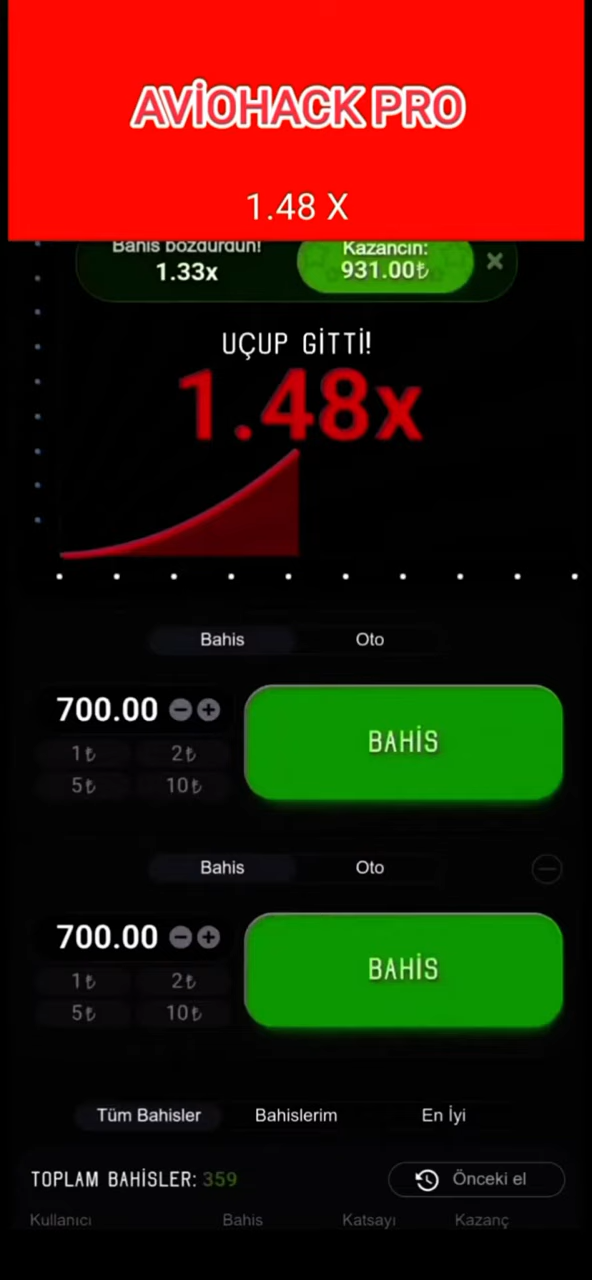 AVİOHACK PRO
1.48 X
Bahis bozdurdun! Kazancın:
1.33x 931.00₺
UÇUP GİTTİ!
1.48x
Bahis Oto
700.00
1₺ 2₺
5₺ 10₺
BAHİS
Bahis Oto
700.00
1₺ 2₺
5₺ 10₺
BAHİS
Tüm Bahisler Bahislerim En İyi
TOPLAM BAHİSLER: 359 Önceki el
Kullanıcı Bahis Katsayı Kazanç